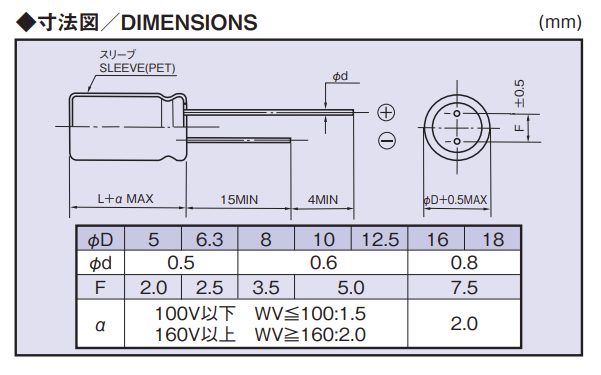 ◆寸法図／DIMENSIONS (mm)
スリーブ
SLEEVE(PET)
φd
F ±0.5
L+α MAX 15MIN 4MIN φD+0.5MAX
φD 5 6.3 8 10 12.5 16 18
φd 0.5 0.6 0.8
F 2.0 2.5 3.5 5.0 7.5
α 100V以下 WV≦100:1.5 2.0
160V以上 WV≧160:2.0